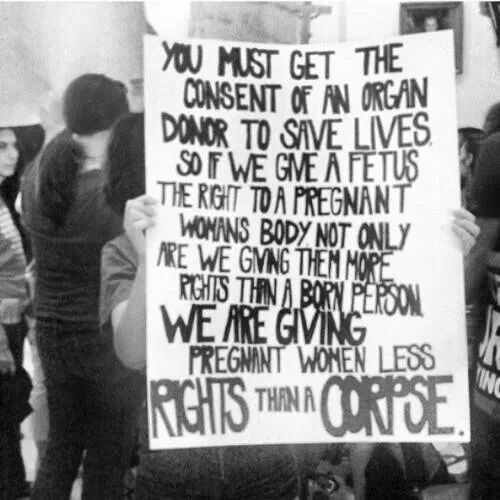 YOU MUST GET THE
CONSENT OF AN ORGAN
DONOR TO SAVE LIVES.
SO IF WE GIVE A FETUS
THE RIGHT TO A PREGNANT
WOMANS BODY, NOT ONLY
ARE WE GIVING THEM MORE
RIGHTS THAN A BORN PERSON
WE ARE GIVING
PREGNANT WOMEN LESS
RIGHTS THAN A CORPSE.